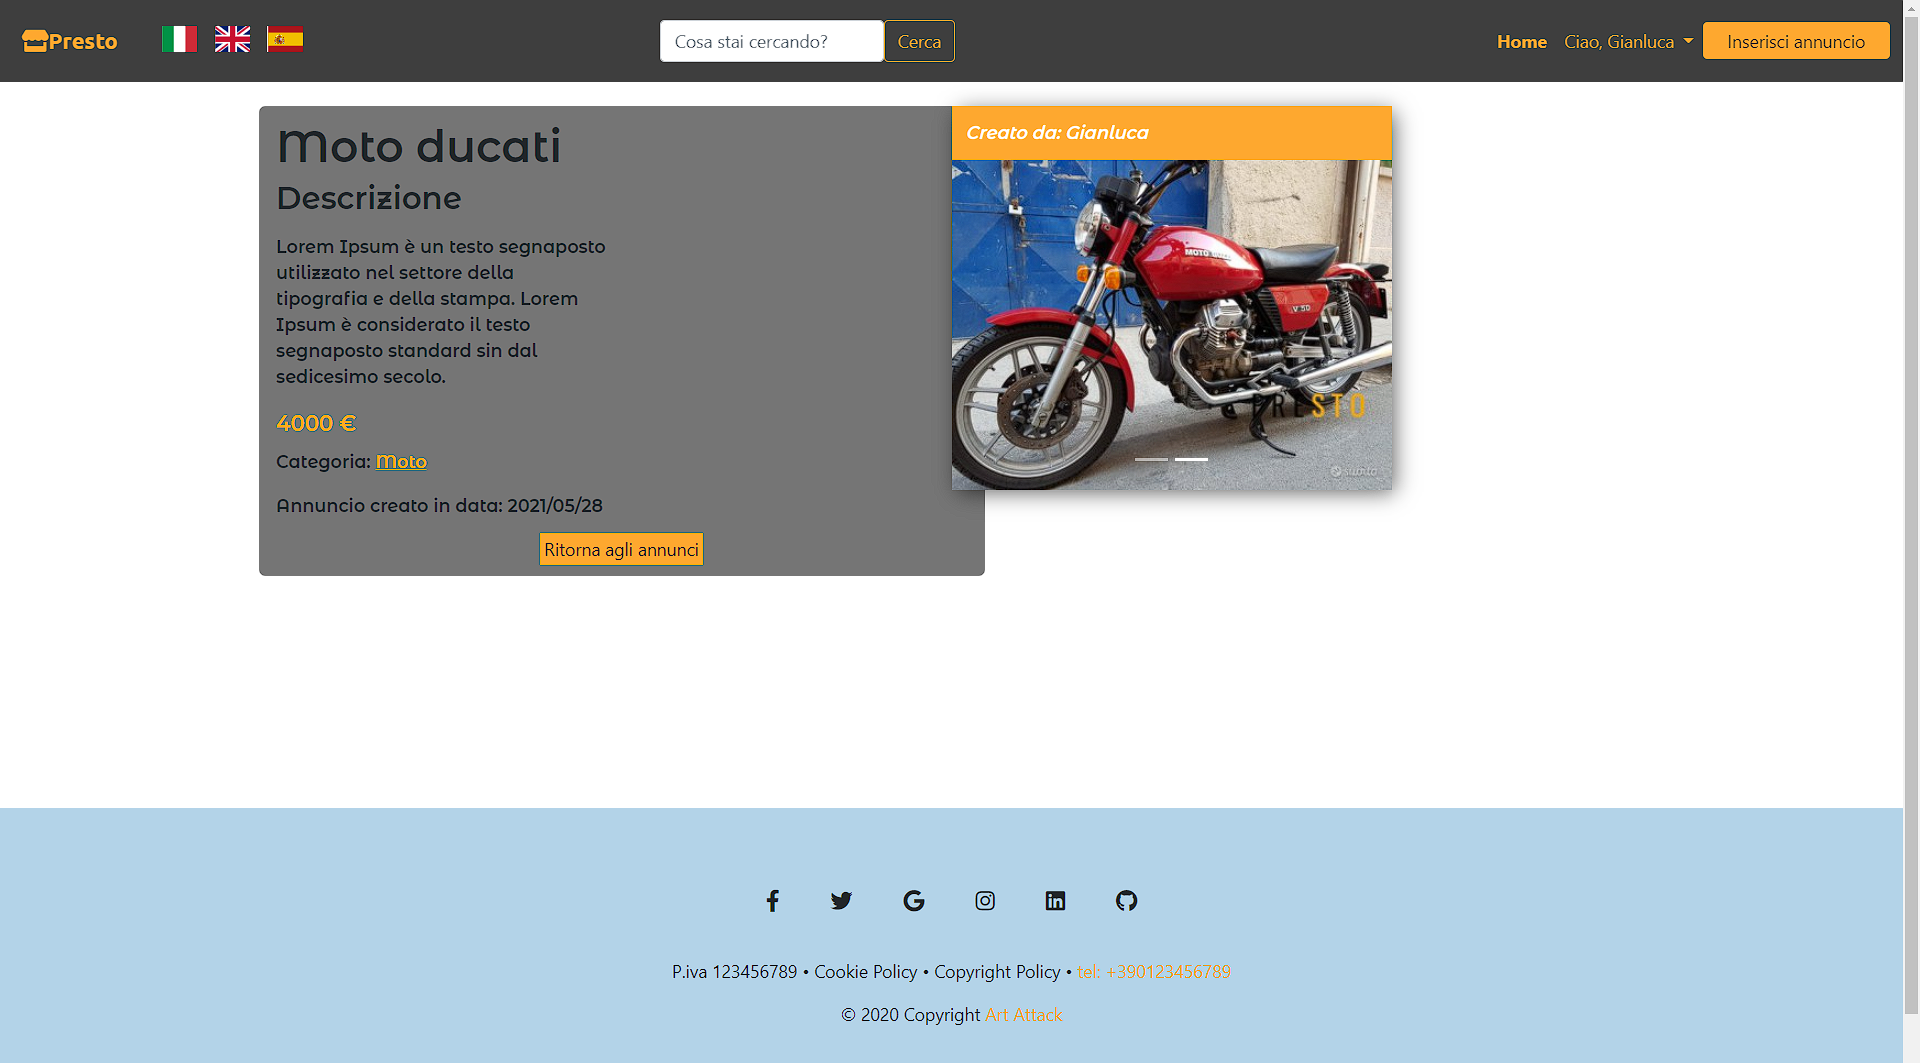 Presto
Cosa stai cercando?
Cerca
Home
Ciao, Gianluca
Inserisci annuncio
Moto ducati
Descrizione
Lorem Ipsum è un testo segnaposto
utilizzato nel settore della
tipografia e della stampa. Lorem
Ipsum è considerato il testo
segnaposto standard sin dal
sedicesimo secolo.
4000 €
Categoria: Moto
Annuncio creato in data: 2021/05/28
Ritorna agli annunci
Creato da: Gianluca
MOTO
V 50
PRESTO
subito
P.iva 123456789 • Cookie Policy • Copyright Policy • tel: +390123456789
© 2020 Copyright Art Attack